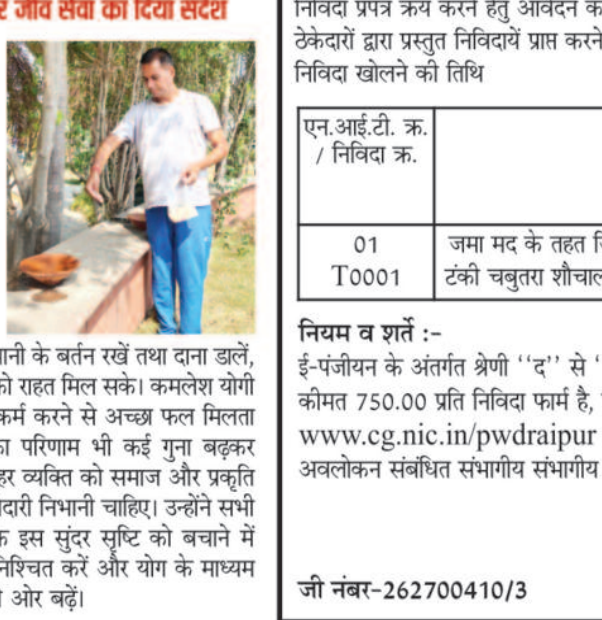 जीव सेवा का दिया संदेश
के बर्तन रखें तथा दाना डालें,
राहत मिल सके। कमलेश योगी
कर्म करने से अच्छा फल मिलता
परिणाम भी कई गुना बढ़कर
हर व्यक्ति को समाज और प्रकृति
निभानी चाहिए। उन्होंने सभी
इस सुंदर सृष्टि को बचाने में
करें और योग के माध्यम
ओर बढ़ें।
निविदा प्रपत्र क्रय करने हेतु आवेदन
ठेकेदारों द्वारा प्रस्तुत निविदायें प्राप्त करने
निविदा खोलने की तिथि
एन.आई.टी. क्र.
/ निविदा क्र.
01
T0001
जमा मद के तहत
टंकी चबुतरा
नियम व शर्ते :-
ई-पंजीयन के अंतर्गत श्रेणी ‘‘द’’ से
कीमत 750.00 प्रति निविदा फार्म है,
www.cg.nic.in/pwdraipur
अवलोकन संबंधित संभागीय संभागीय
जी नंबर-262700410/3